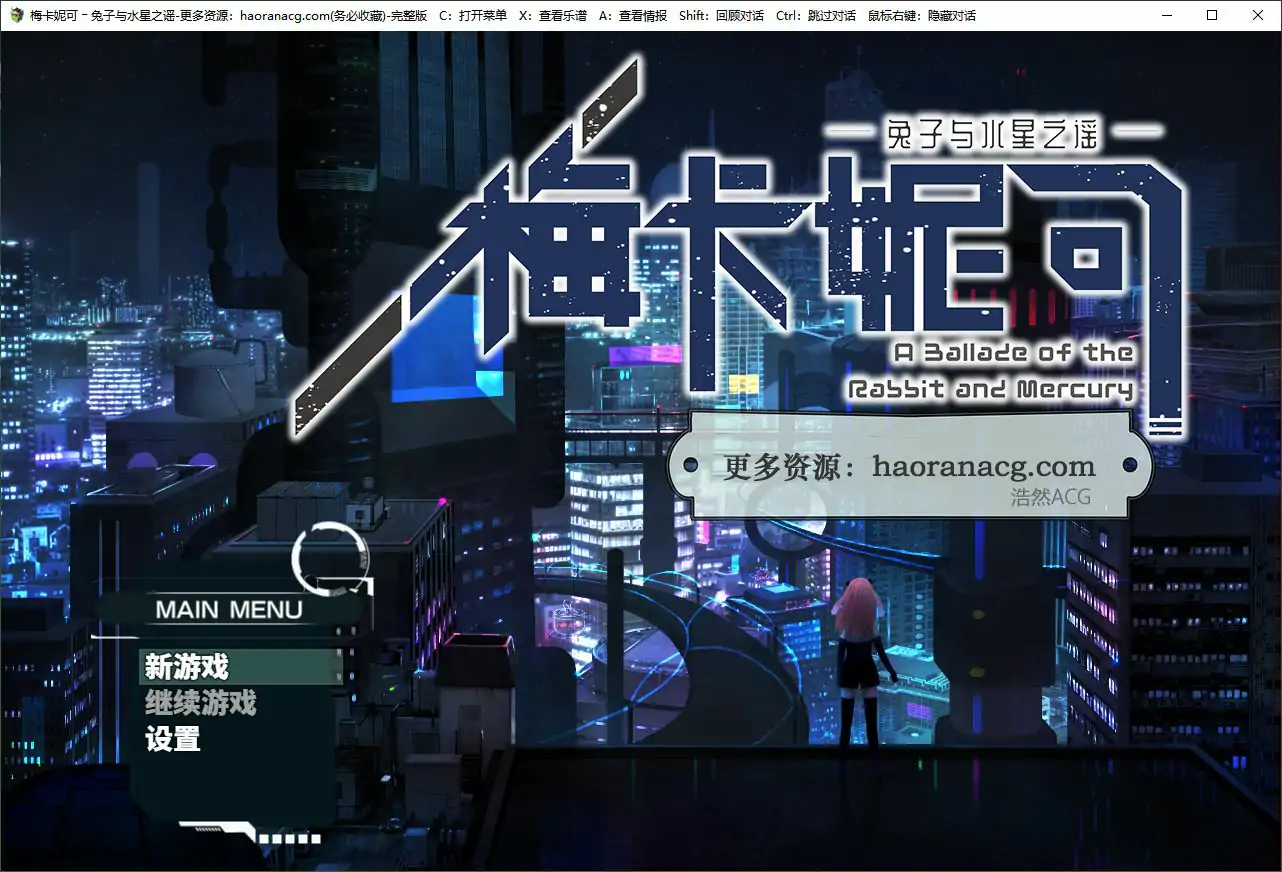 梅卡妮可 - 兔子与水星之谣-更多资源：haoranacg.com(务必收藏)-完整版 C：打开菜单 X：查看乐谱 A：查看情报 Shift：回顾对话 Ctrl：跳过对话 鼠标右键：隐藏对话
兔子与水星之谣
梅卡妮可
A Ballade of the
Rabbit and Mercury
更多资源：haoranacg.com
浩然ACG
MAIN MENU
新游戏
继续游戏
设置